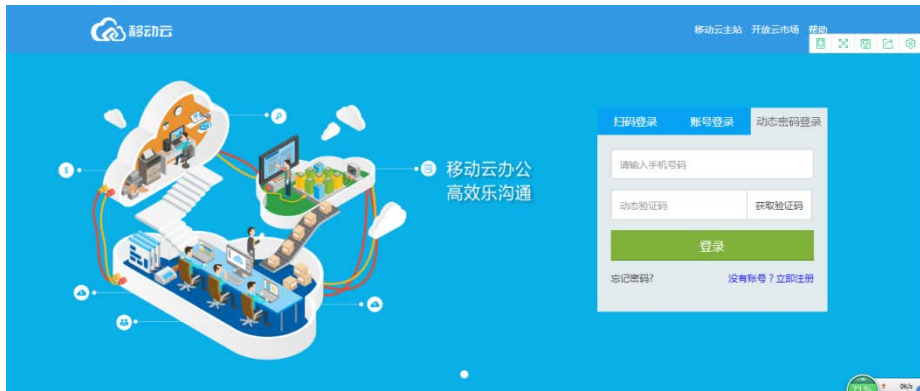 移动云
移动云主站 开放云市场 帮助
扫码登录 账号登录 动态密码登录
请输入手机号码
移动云办公
高效乐沟通
动态验证码 获取验证码
登录
忘记密码? 没有账号？立即注册
71% 0K/s